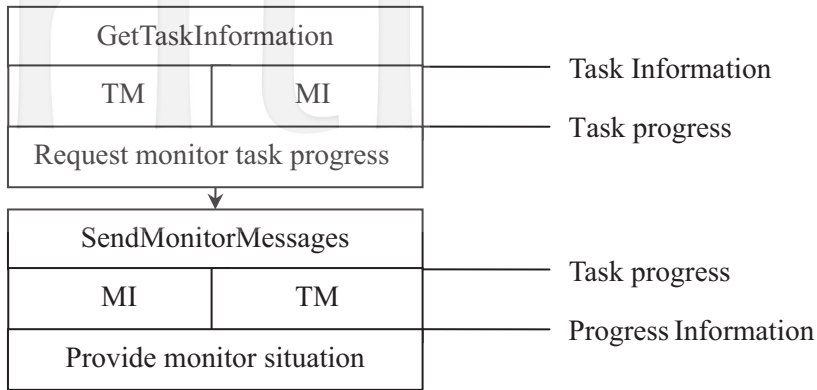 GetTaskInformation
Task Information
TM MI
Task progress
Request monitor task progress
SendMonitorMessages
Task progress
MI TM
Progress Information
Provide monitor situation